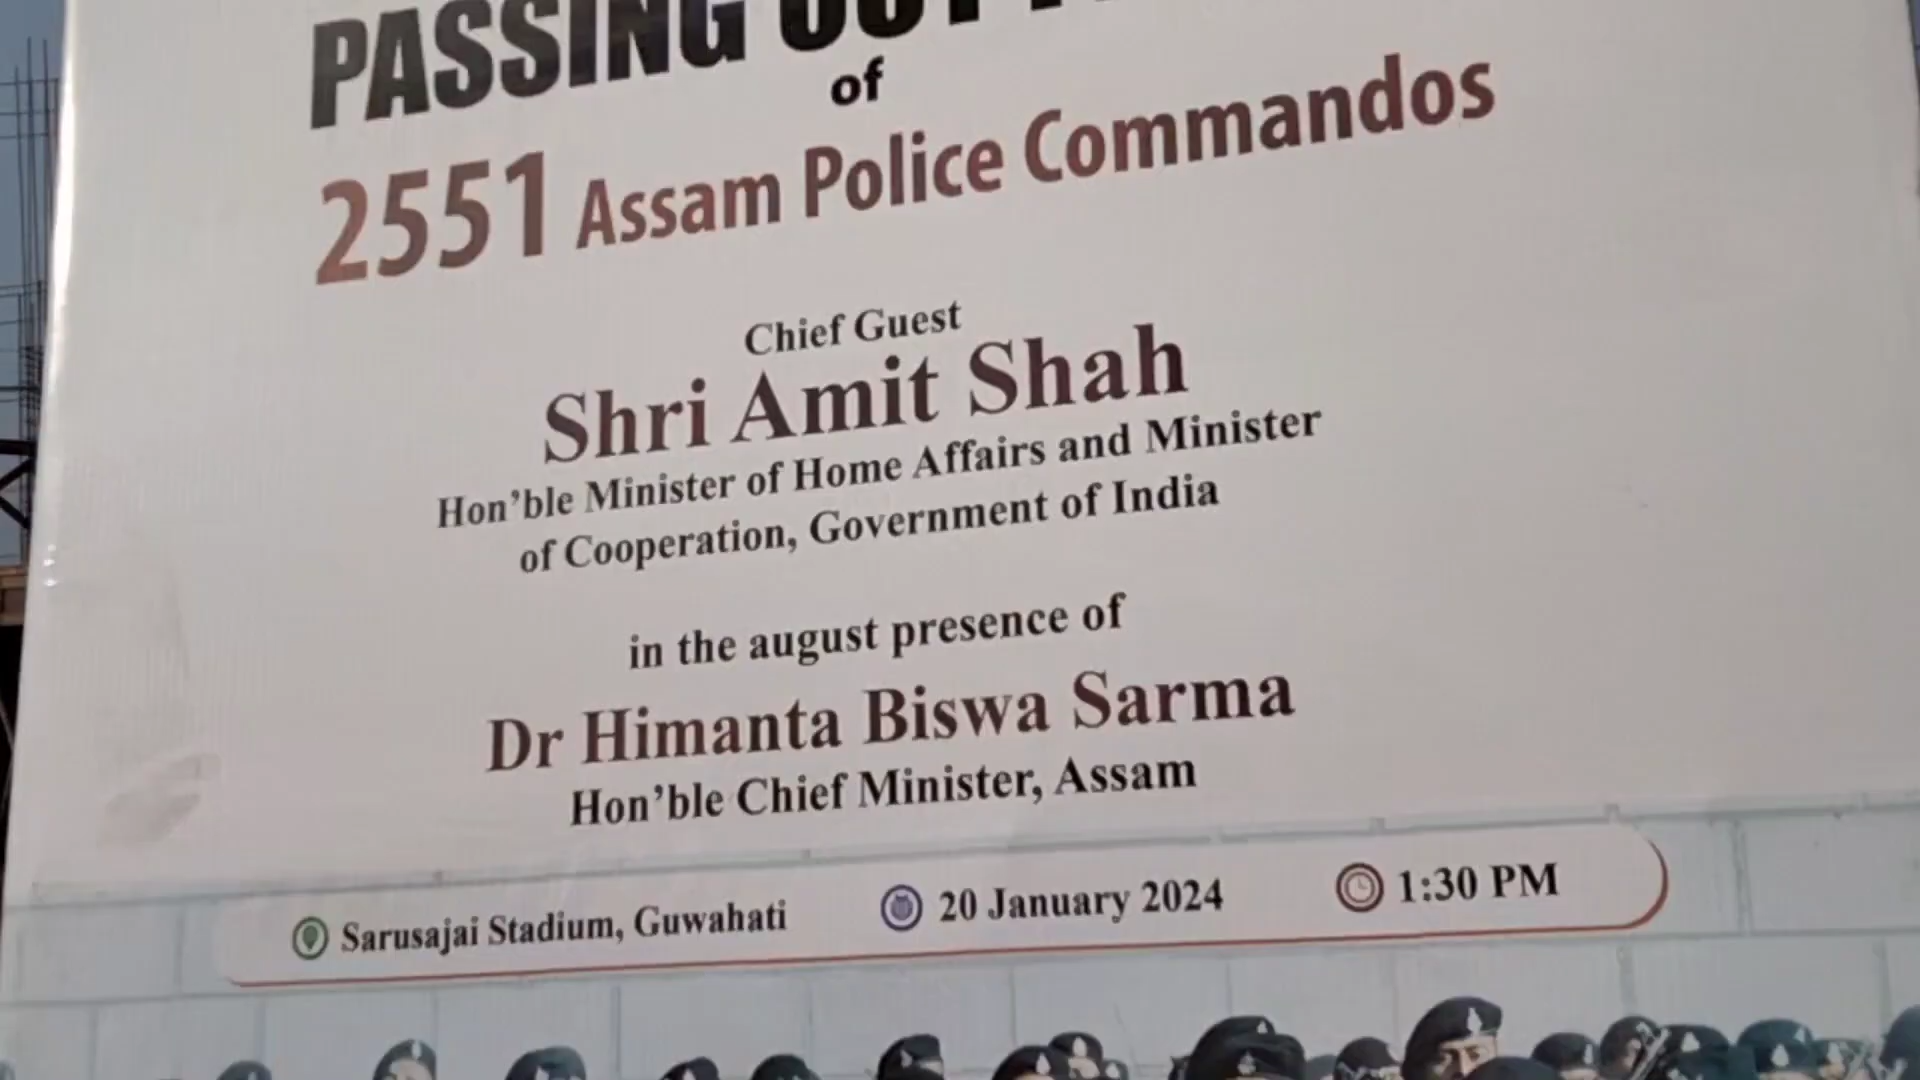 PASSING OUT
of
2551 Assam Police Commandos
Chief Guest
Shri Amit Shah
Hon’ble Minister of Home Affairs and Minister
of Cooperation, Government of India
in the august presence of
Dr Himanta Biswa Sarma
Hon’ble Chief Minister, Assam
Sarusajai Stadium, Guwahati 20 January 2024 1:30 PM